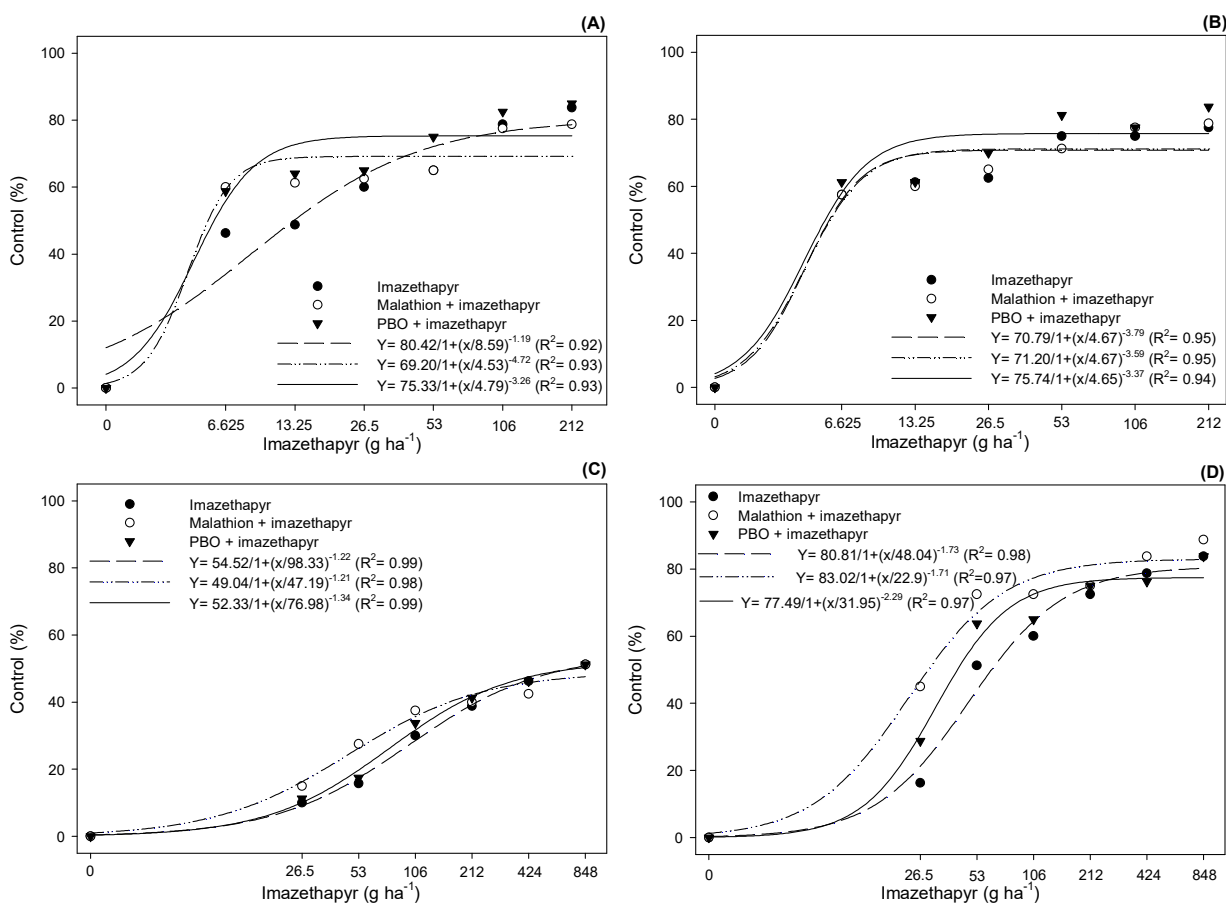 (A)
100
80
60
40
20
0
Control (%)
Imazethapyr
Malathion + imazethapyr
PBO + imazethapyr
Y= 80.42/1+(x/8.59)^-1.19 (R^2= 0.92)
Y= 69.20/1+(x/4.53)^-4.72 (R^2= 0.93)
Y= 75.33/1+(x/4.79)^-3.26 (R^2= 0.93)
0 6.625 13.25 26.5 53 106 212
Imazethapyr (g ha^-1)
(B)
100
80
60
40
20
0
Control (%)
Imazethapyr
Malathion + imazethapyr
PBO + imazethapyr
Y= 70.79/1+(x/4.67)^-3.79 (R^2= 0.95)
Y= 71.20/1+(x/4.67)^-3.59 (R^2= 0.95)
Y= 75.74/1+(x/4.65)^-3.37 (R^2= 0.94)
0 6.625 13.25 26.5 53 106 212
Imazethapyr (g ha^-1)
(C)
100
80
60
40
20
0
Control (%)
Imazethapyr
Malathion + imazethapyr
PBO + imazethapyr
Y= 54.52/1+(x/98.33)^-1.22 (R^2= 0.99)
Y= 49.04/1+(x/47.19)^-1.21 (R^2= 0.98)
Y= 52.33/1+(x/76.98)^-1.34 (R^2= 0.99)
0 26.5 53 106 212 424 848
Imazethapyr (g ha^-1)
(D)
100
80
60
40
20
0
Control (%)
Imazethapyr
Malathion + imazethapyr
PBO + imazethapyr
Y= 80.81/1+(x/48.04)^-1.73 (R^2= 0.98)
Y= 83.02/1+(x/22.9)^-1.71 (R^2=0.97)
Y= 77.49/1+(x/31.95)^-2.29 (R^2= 0.97)
0 26.5 53 106 212 424 848
Imazethapyr (g ha^-1)